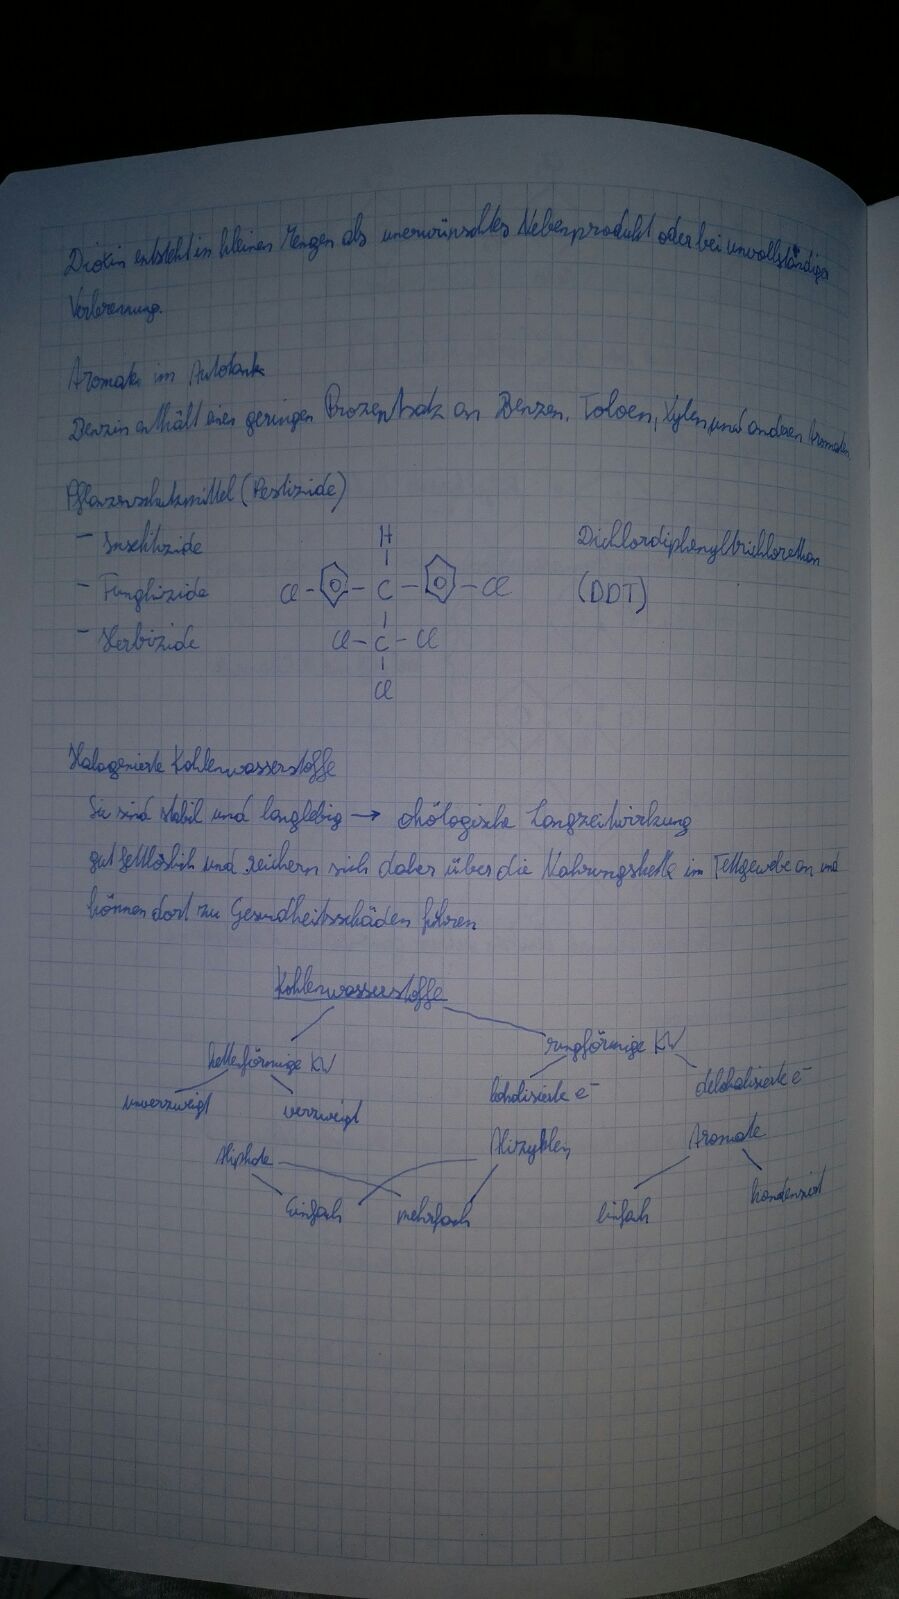 Dioxin entsteht in kleinen Mengen als unerwünschtes Nebenprodukt oder bei unvollständiger
Verbrennung.
Aromate im Autotank
Benzin enthält einen geringen Prozentsatz an Benzen, Toloen, Xylen und anderen Aromaten.
Pflanzenschutzmittel (Pestizide)
- Insektizide
H
Dichlordiphenyltrichlorethan
- Funghizide
Cl - C - Cl
(DDT)
- Herbizide
Cl - C - Cl
Cl
Halogenierte Kohlenwasserstoffe
Sie sind stabil und langlebig → ökologische Langzeitwirkung
gut fettlöslich und reichern sich daher über die Nahrungskette im Fettgewebe an und
können dort zu Gesundheitsschäden führen
Kohlenwasserstoffe
kettenförmige KW ringförmige KW
unverzweigt verzweigt lokalisierte e⁻ delokalisierte e⁻
Aliphate Alizyklen Aromate
Einfach mehrfach einfach kondensiert